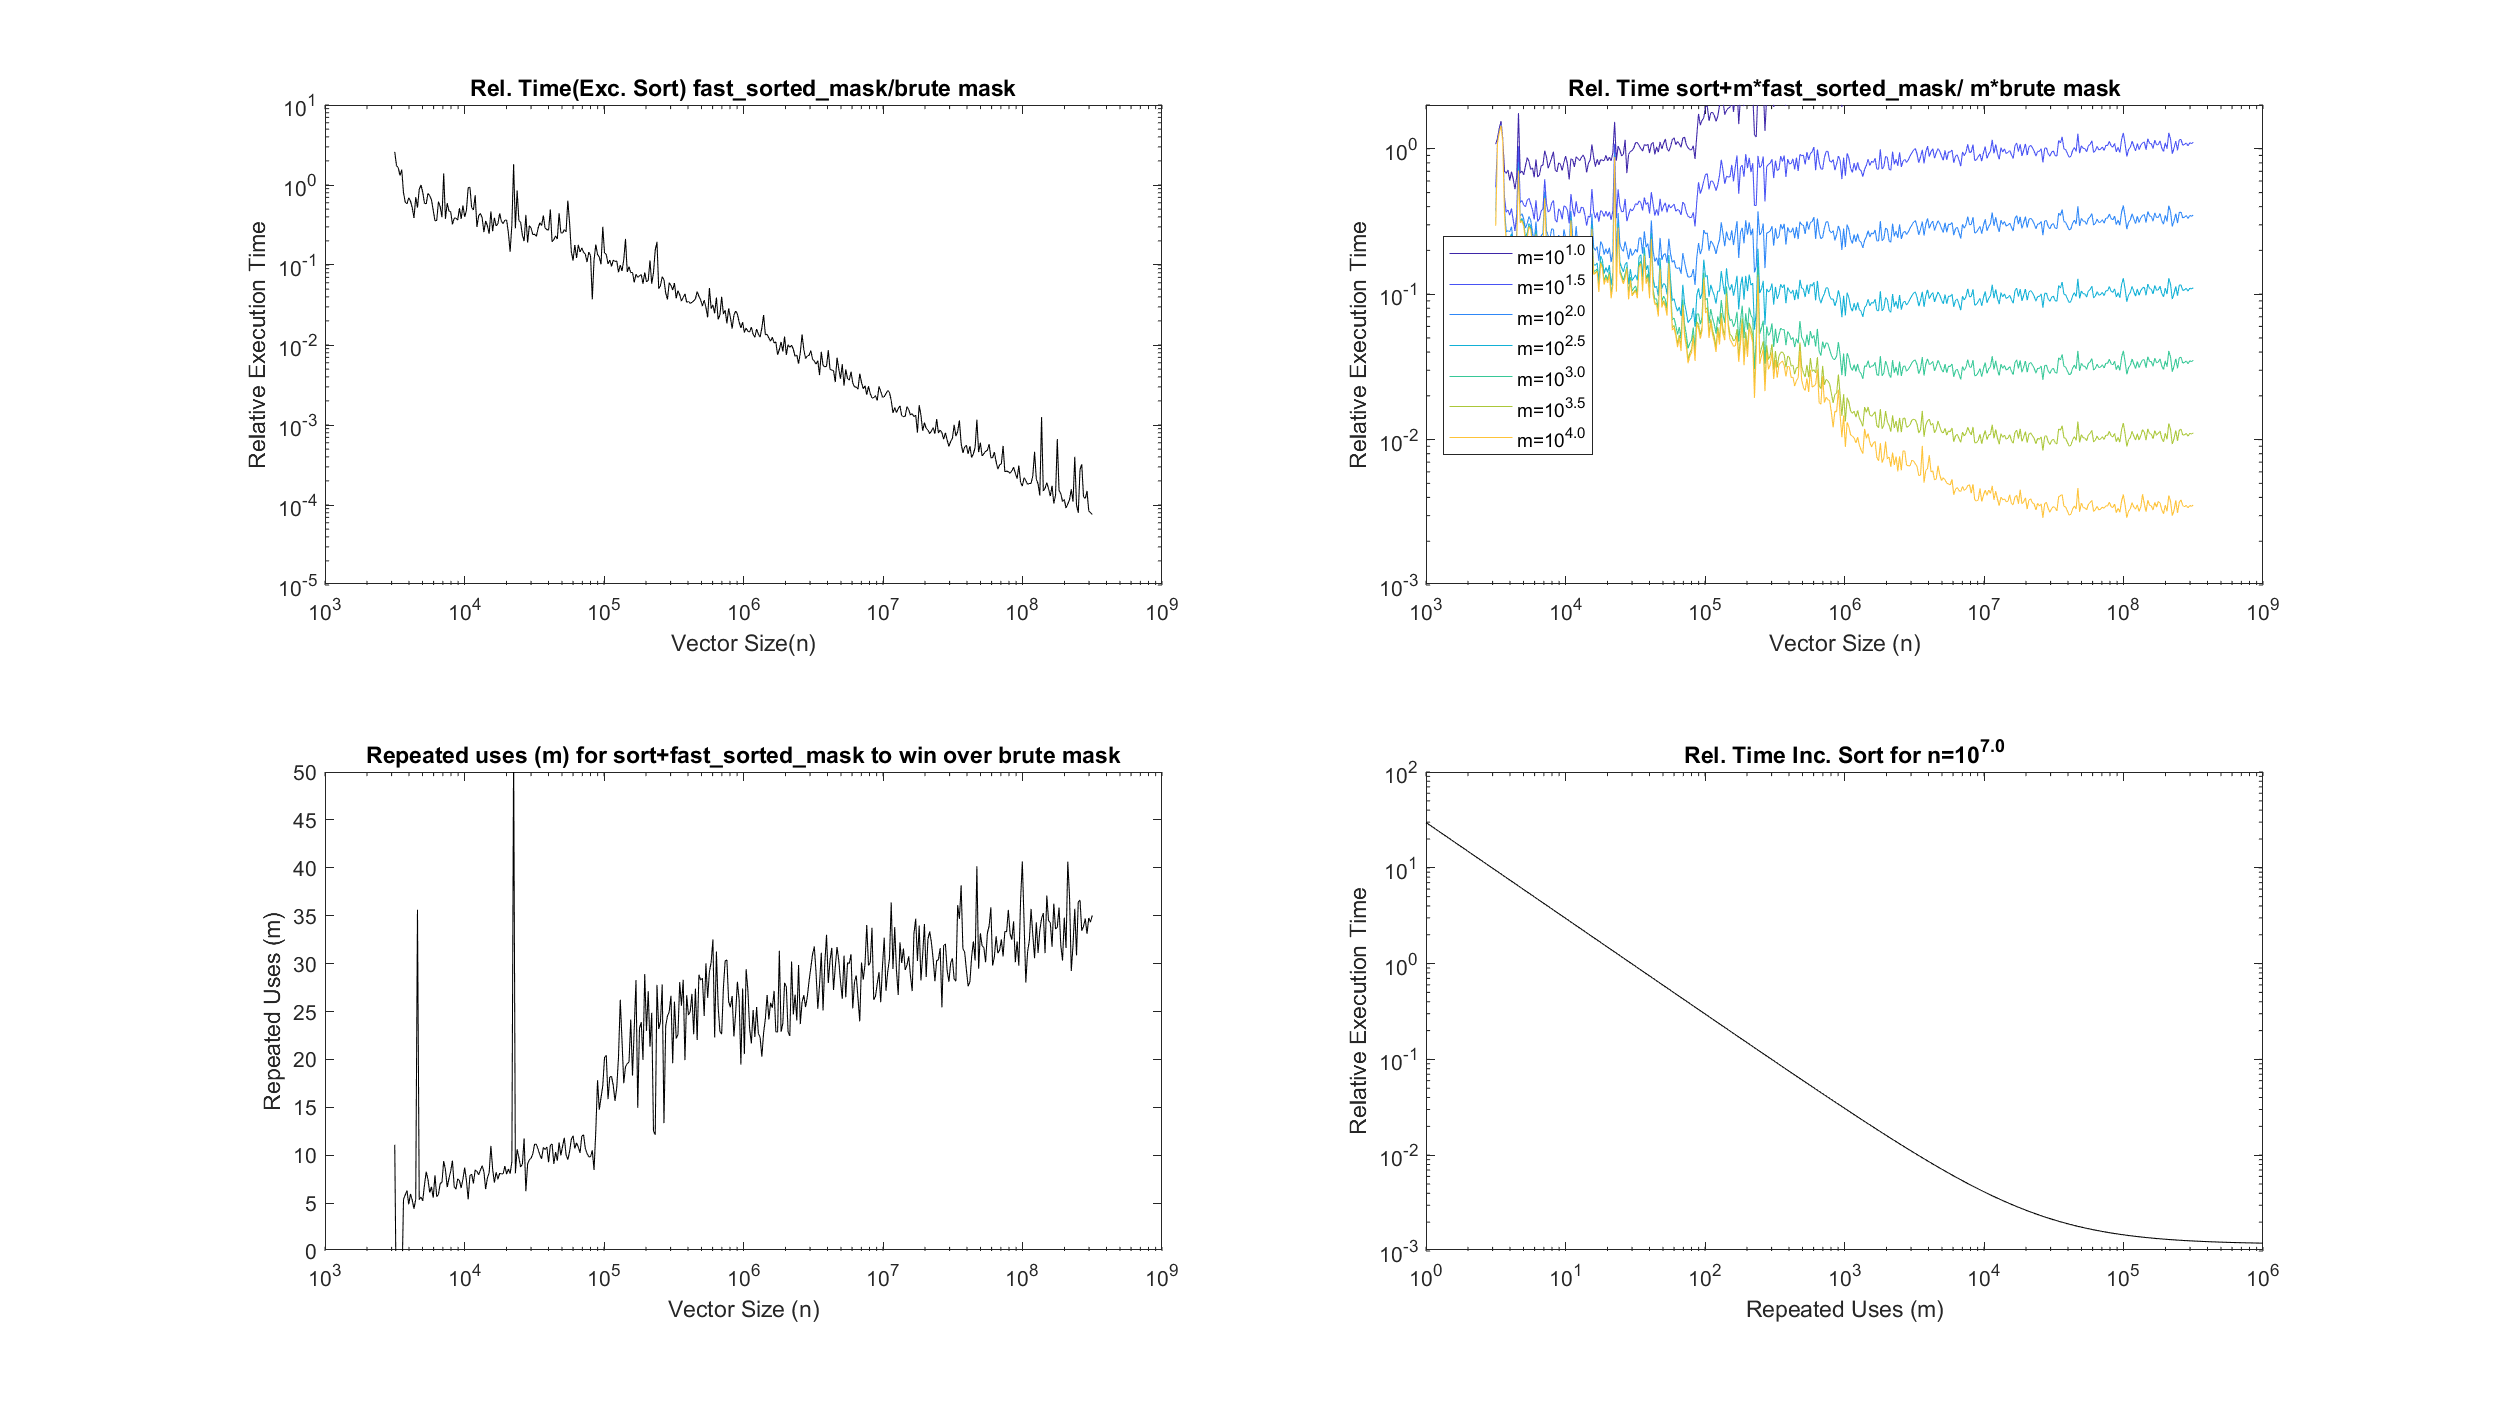 Rel. Time(Exc. Sort) fast_sorted_mask/brute mask
Relative Execution Time
10^1
10^0
10^-1
10^-2
10^-3
10^-4
10^-5
10^3 10^4 10^5 10^6 10^7 10^8 10^9
Vector Size(n)
Rel. Time sort+m*fast_sorted_mask/ m*brute mask
Relative Execution Time
10^0
10^-1
10^-2
10^-3
m=10^1.0
m=10^1.5
m=10^2.0
m=10^2.5
m=10^3.0
m=10^3.5
m=10^4.0
10^3 10^4 10^5 10^6 10^7 10^8 10^9
Vector Size (n)
Repeated uses (m) for sort+fast_sorted_mask to win over brute mask
Repeated Uses (m)
50
45
40
35
30
25
20
15
10
5
0
10^3 10^4 10^5 10^6 10^7 10^8 10^9
Vector Size (n)
Rel. Time Inc. Sort for n=10^7.0
Relative Execution Time
10^2
10^1
10^0
10^-1
10^-2
10^-3
10^0 10^1 10^2 10^3 10^4 10^5 10^6
Repeated Uses (m)